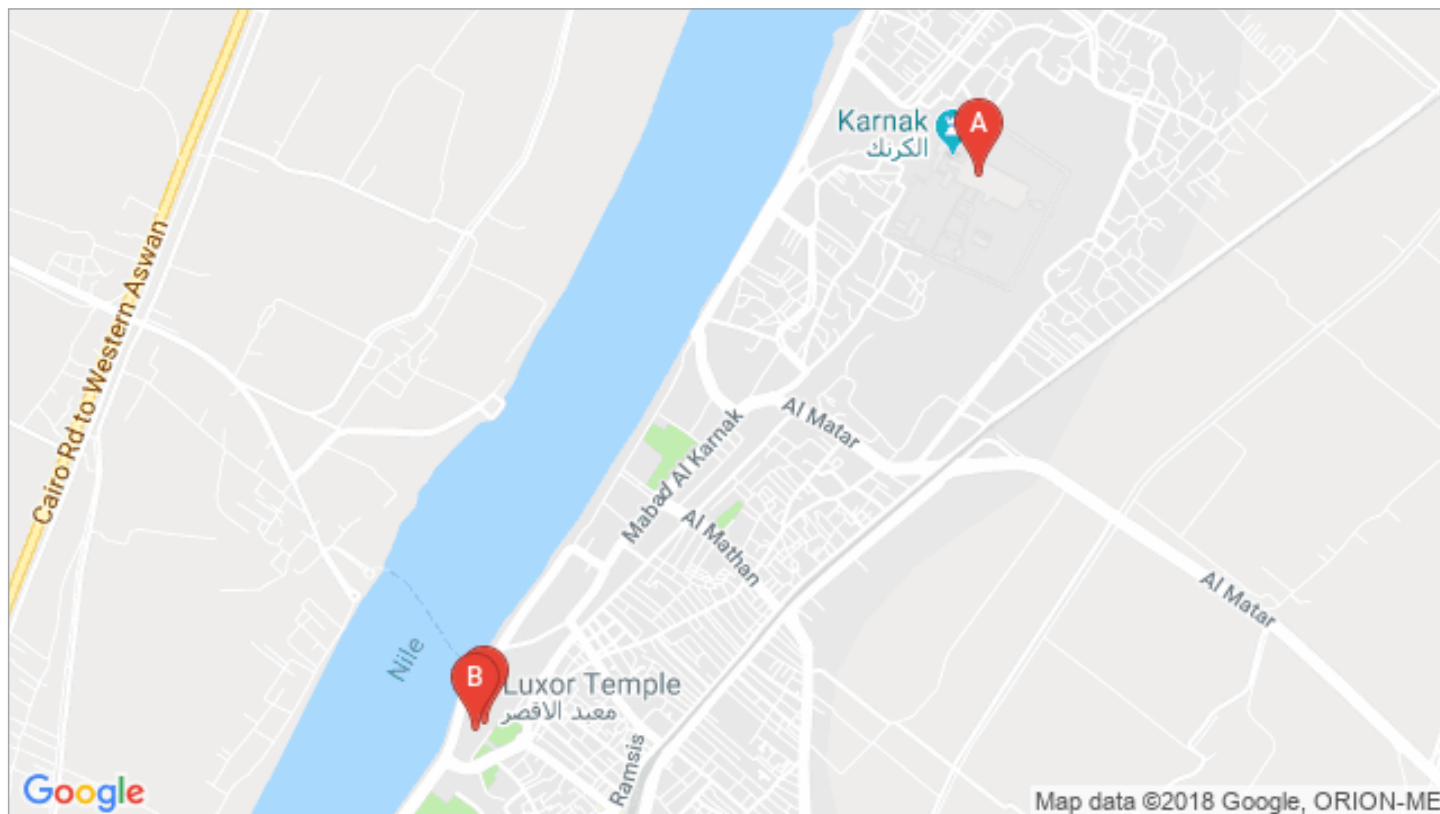 Karnak
الكرنك
A
Cairo Rd to Western Aswan
Al Matar
Mabad Al Karnak
Al Mathan
Al Matar
Nile
B
Luxor Temple
معبد الاقصر
Ramsis
Google
Map data ©2018 Google, ORION-ME